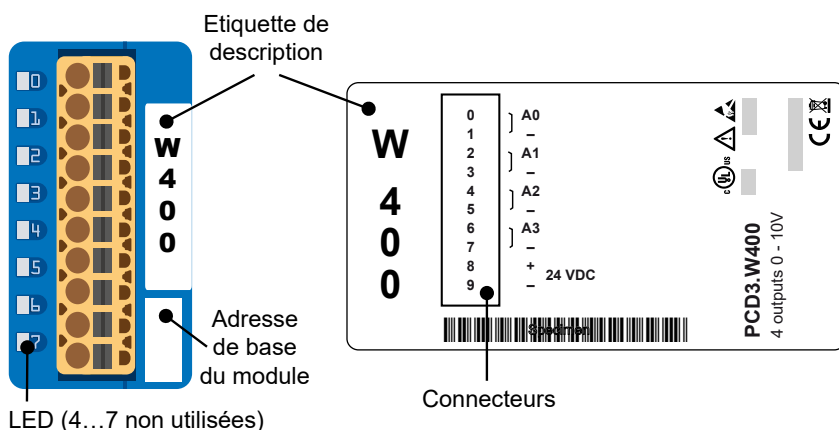 Etiquette de
description
0
1
2
3
4
5
6
7
W
4
0
0
Adresse
de base
du module
LED (4…7 non utilisées)
W
4
0
0
0 A0
1 –
2 A1
3 –
4 A2
5 –
6 A3
7 –
8 +
9 –
24 VDC
Specimen
Connecteurs
PCD3.W400
4 outputs 0 - 10V
c UL US
CE